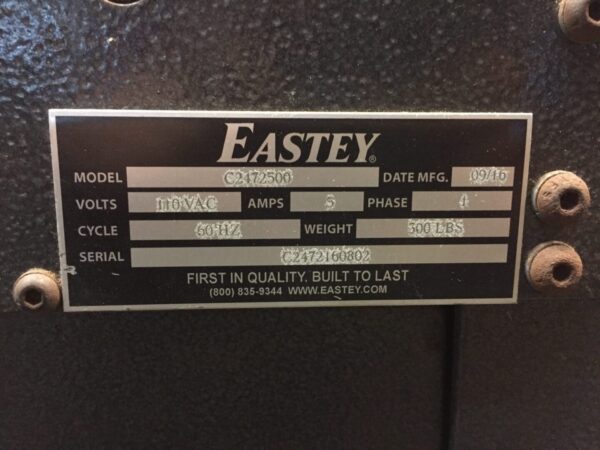 EASTEY®
MODEL C2472500 DATE MFG. 09/16
VOLTS 110 VAC AMPS 5 PHASE
CYCLE 60 HZ WEIGHT 300 LBS
SERIAL C2472160802
FIRST IN QUALITY. BUILT TO LAST
(800) 835-9344 WWW.EASTEY.COM